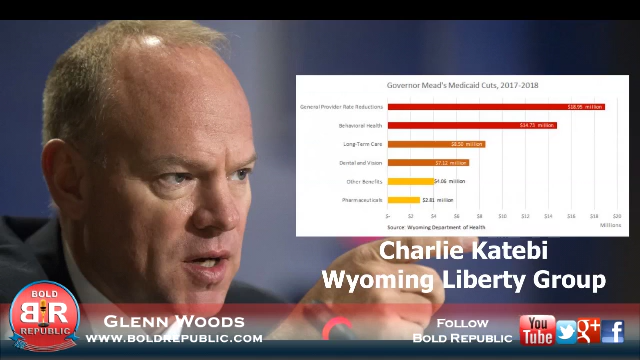 Governor Mead's Medicaid Cuts, 2017-2018
General Provider Rate Reductions
$18.95 million
Behavioral Health
$14.75 million
Long-Term Care
$8.50 million
Dental and Vision
$7.12 million
Other Benefits
$4.06 million
Pharmaceuticals
$2.81 million
$- $2 $4 $6 $8 $10 $12 $14 $16 $18 $20
Millions
Source: Wyoming Department of Health
Charlie Katebi
Wyoming Liberty Group
BOLD
BR
REPUBLIC
GLENN WOODS
WWW.BOLDREPUBLIC.COM
FOLLOW
BOLD REPUBLIC
You
Tube
g+
f